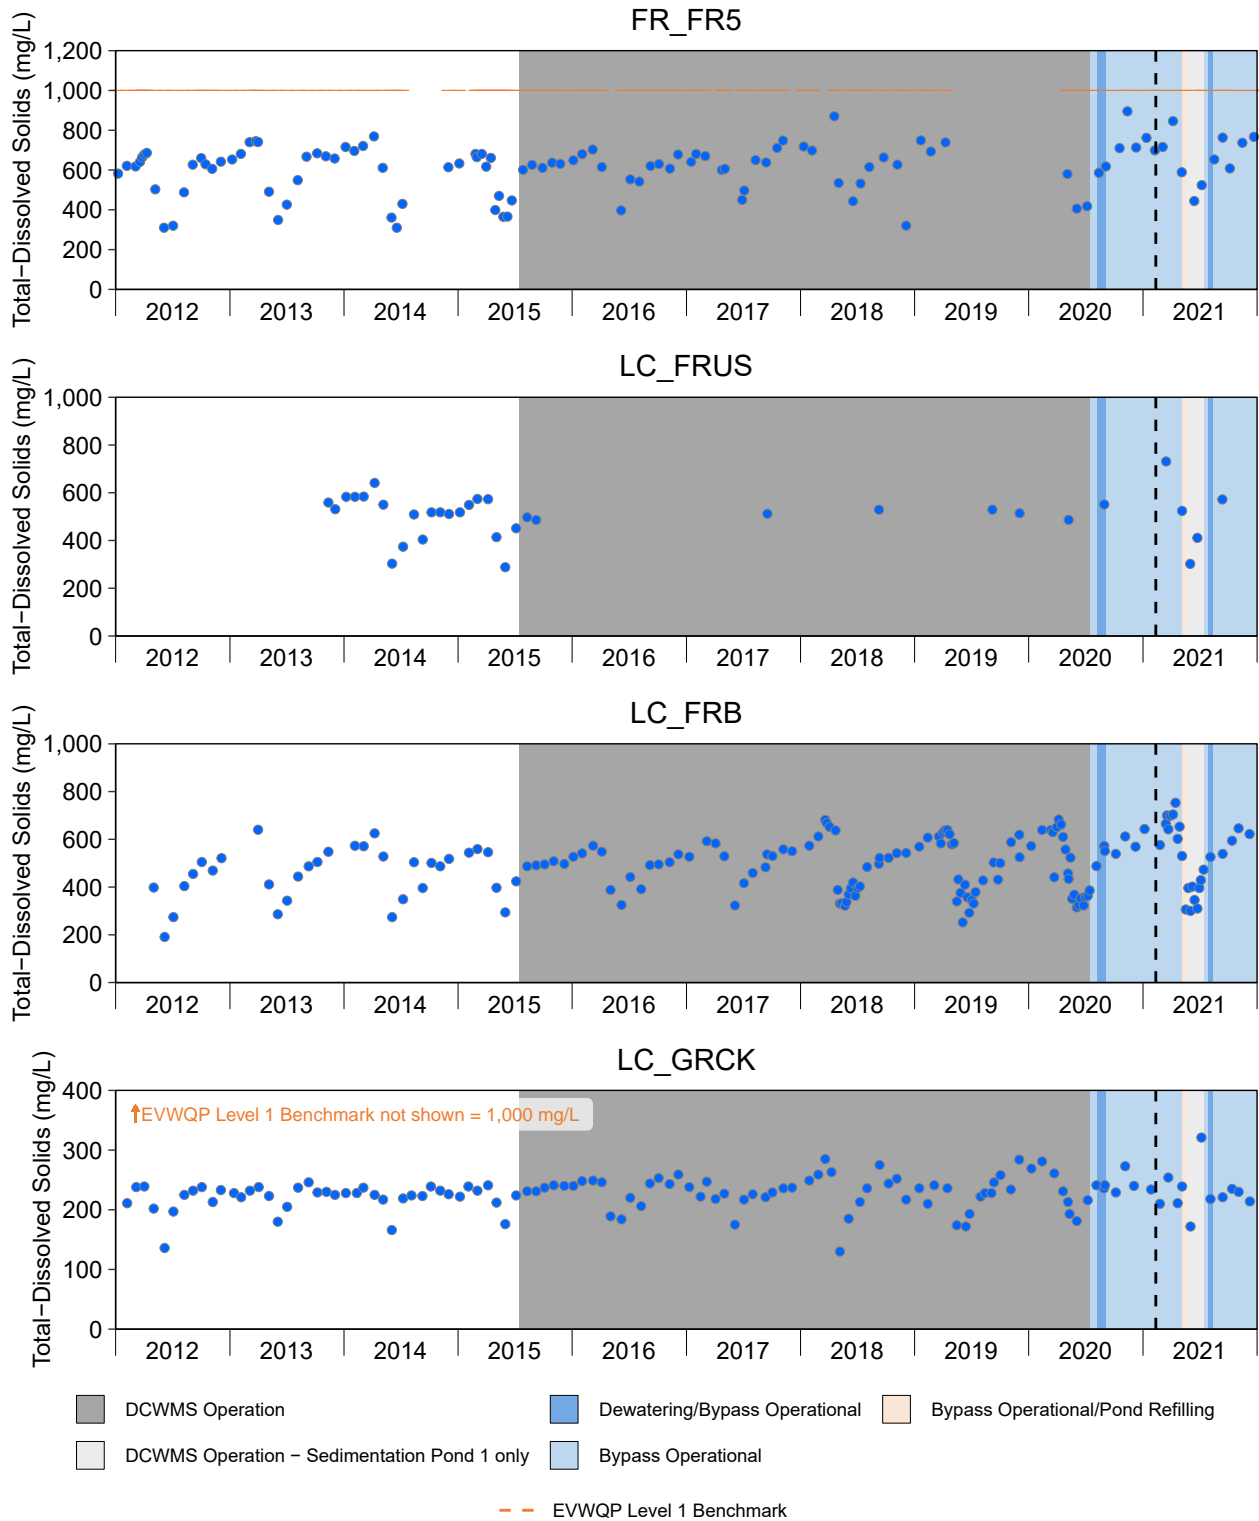 FR_FR5
Total−Dissolved Solids (mg/L)
1,200
1,000
800
600
400
200
0
2012 2013 2014 2015 2016 2017 2018 2019 2020 2021
LC_FRUS
Total−Dissolved Solids (mg/L)
1,000
800
600
400
200
0
2012 2013 2014 2015 2016 2017 2018 2019 2020 2021
LC_FRB
Total−Dissolved Solids (mg/L)
1,000
800
600
400
200
0
2012 2013 2014 2015 2016 2017 2018 2019 2020 2021
LC_GRCK
Total−Dissolved Solids (mg/L)
400
300
200
100
0
EVWQP Level 1 Benchmark not shown = 1,000 mg/L
2012 2013 2014 2015 2016 2017 2018 2019 2020 2021
DCWMS Operation
Dewatering/Bypass Operational
Bypass Operational/Pond Refilling
DCWMS Operation − Sedimentation Pond 1 only
Bypass Operational
EVWQP Level 1 Benchmark